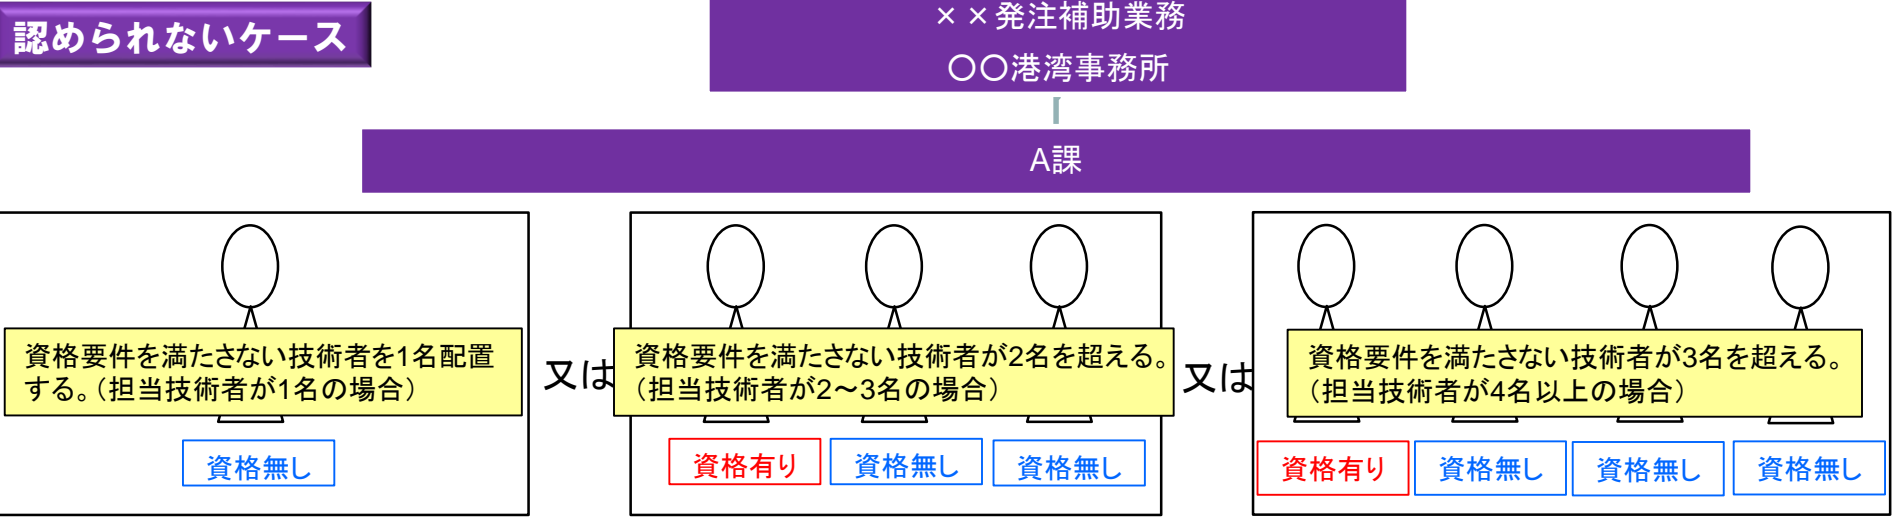 認められないケース
××発注補助業務
〇〇港湾事務所
A課
資格要件を満たさない技術者を1名配置
する。(担当技術者が1名の場合)
資格無し
又は
資格要件を満たさない技術者が2名を超える。
(担当技術者が2～3名の場合)
資格有り
資格無し
資格無し
又は
資格要件を満たさない技術者が3名を超える。
(担当技術者が4名以上の場合)
資格有り
資格無し
資格無し
資格無し